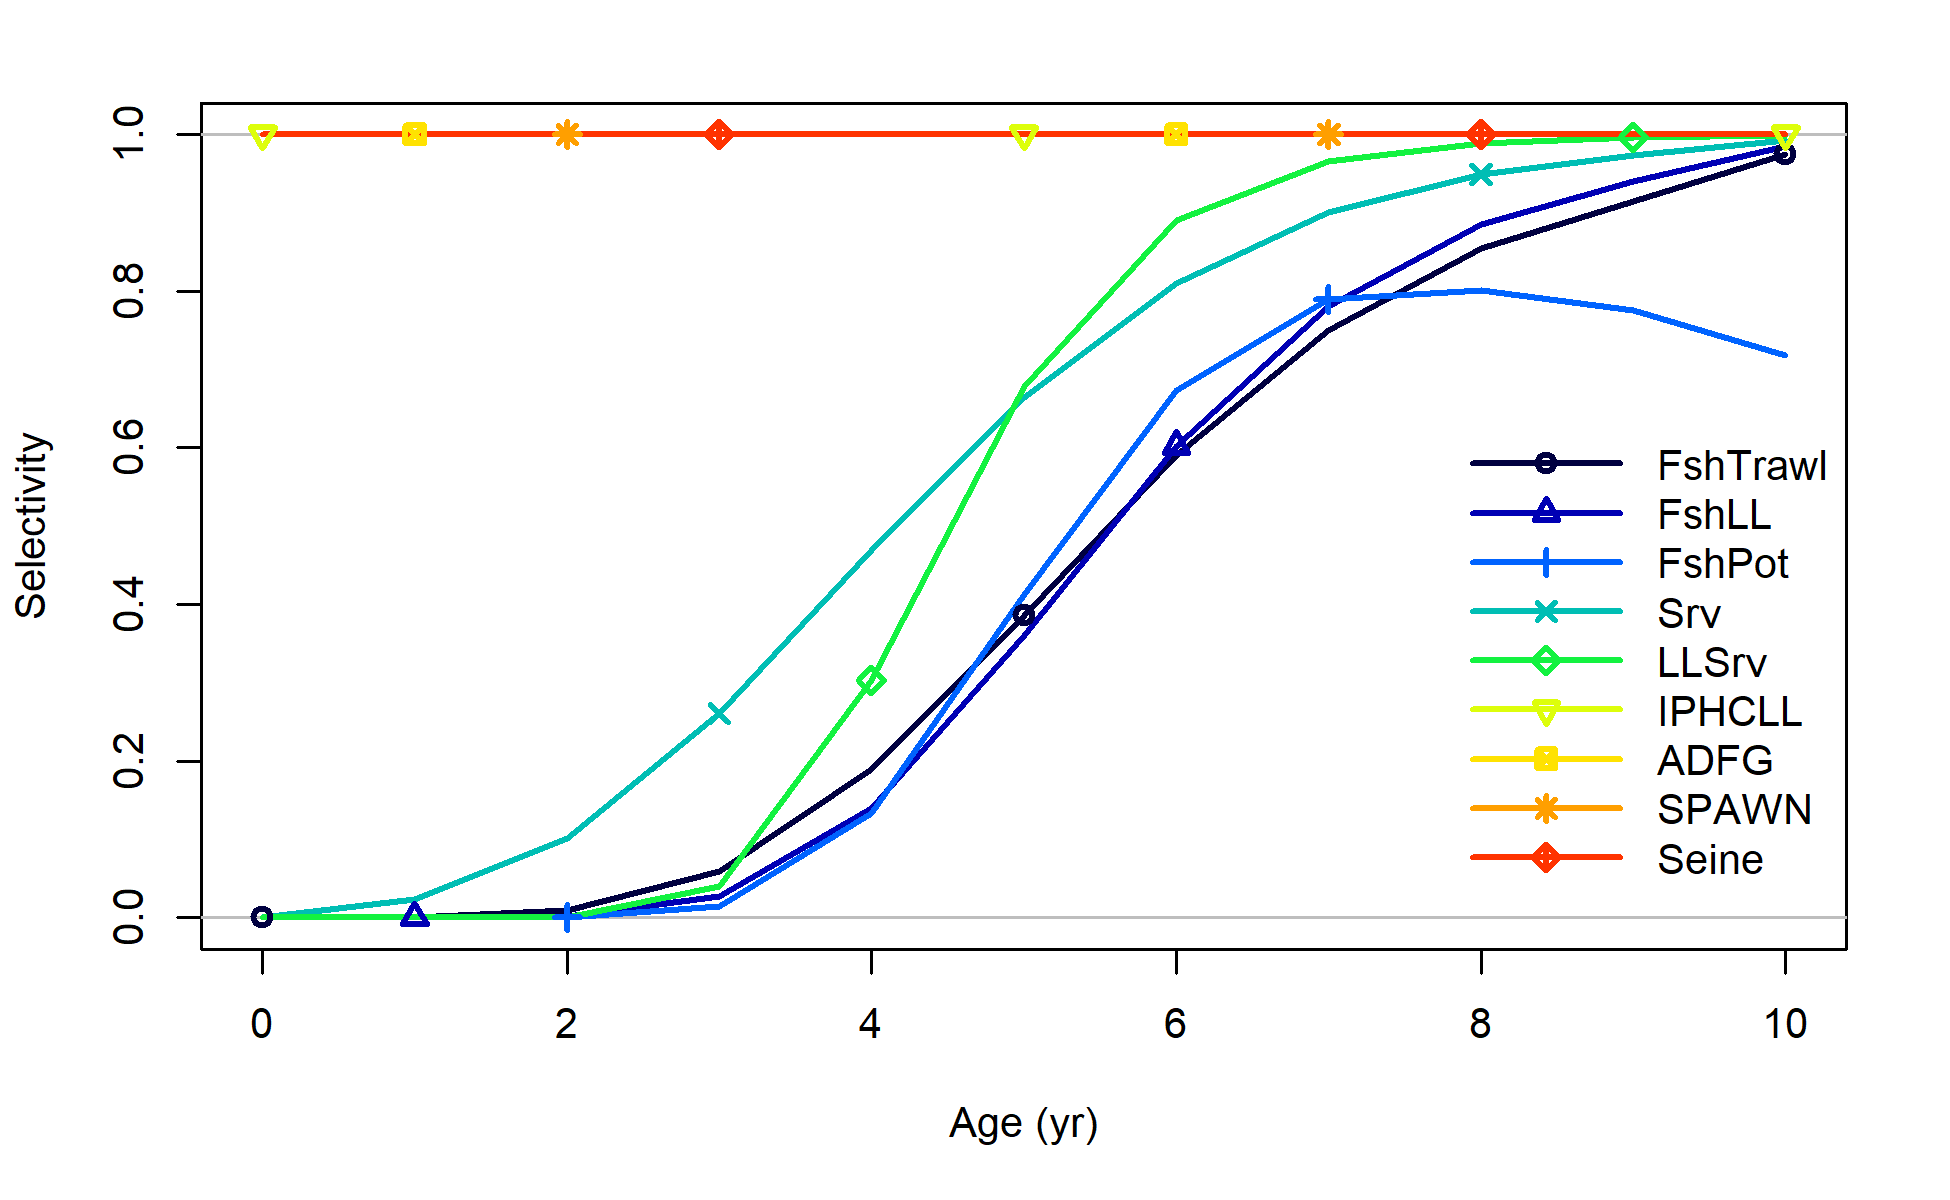 Selectivity
1.0
0.8
0.6
0.4
0.2
0.0
FshTrawl
FshLL
FshPot
Srv
LLSrv
IPHCLL
ADFG
SPAWN
Seine
0 2 4 6 8 10
Age (yr)